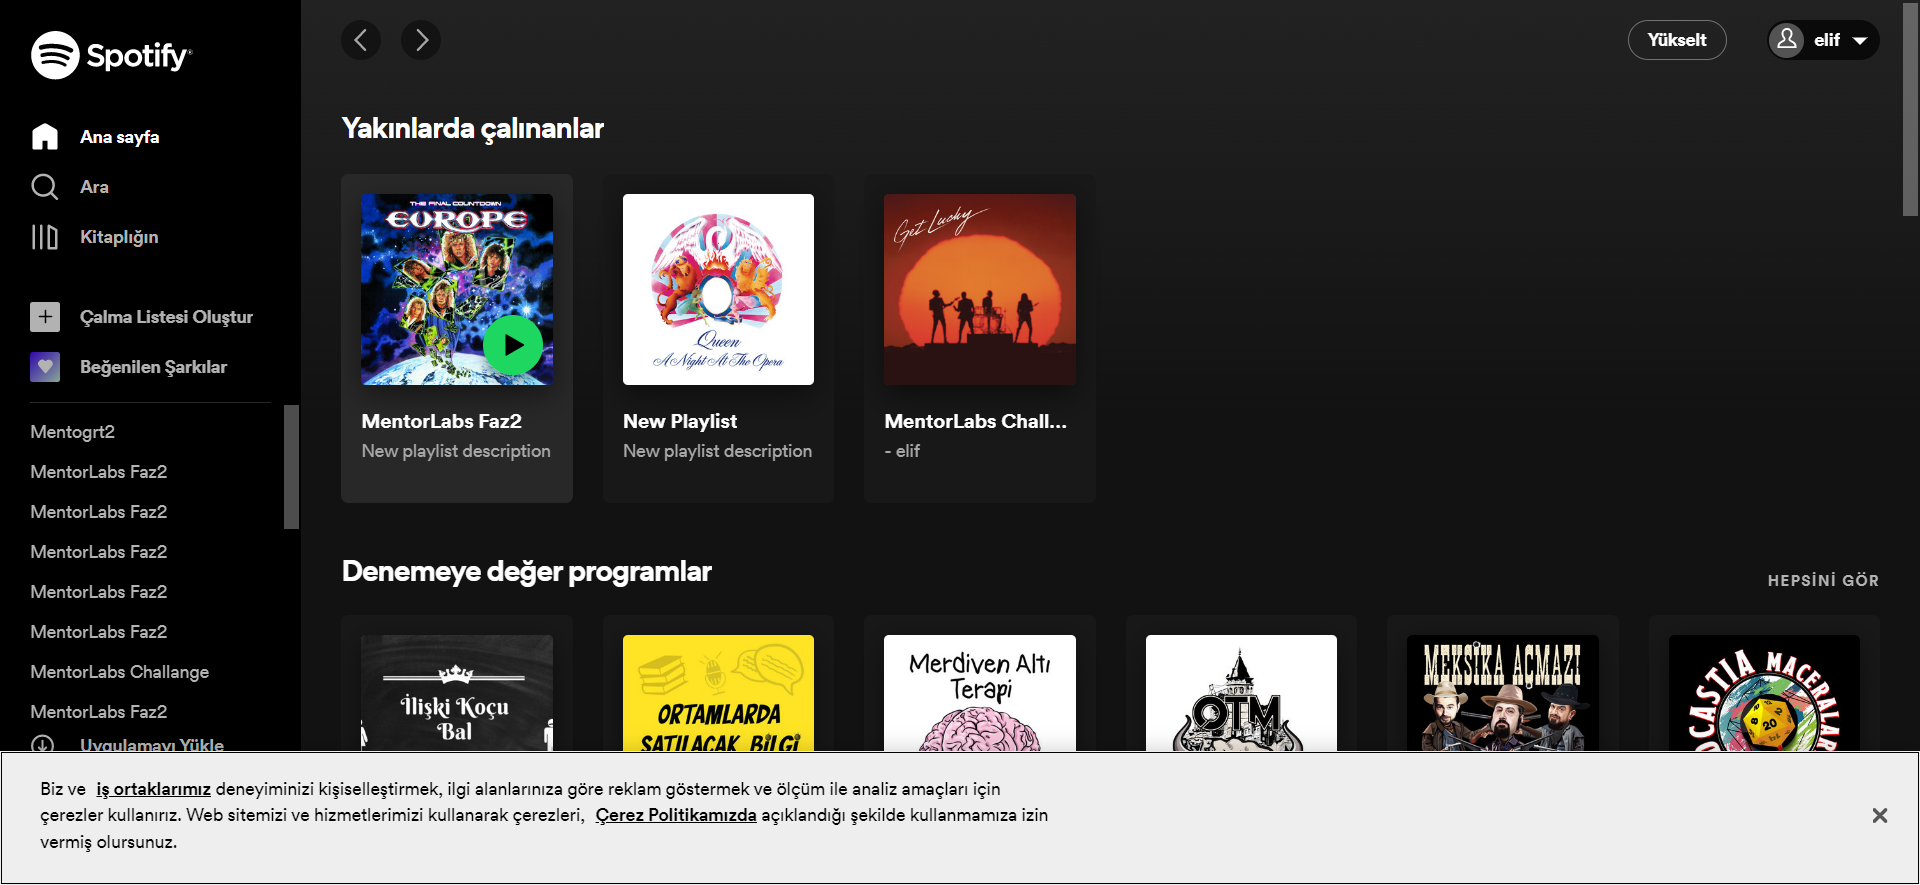 Spotify
Ana sayfa
Ara
Kitaplığın
Çalma Listesi Oluştur
Beğenilen Şarkılar
Mentogrt2
MentorLabs Faz2
MentorLabs Faz2
MentorLabs Faz2
MentorLabs Faz2
MentorLabs Faz2
MentorLabs Challange
MentorLabs Faz2
Uygulamayı Yükle
Yükselt
elif
Yakınlarda çalınanlar
THE FINAL COUNTDOWN
EUROPE
MentorLabs Faz2
New playlist description
Queen
A Night At The Opera
New Playlist
New playlist description
Get Lucky
MentorLabs Chall...
- elif
Denemeye değer programlar
HEPSİNİ GÖR
İlişki Koçu
Bal
ORTAMLARDA
SATILACAK BİLGİ
Merdiven Altı
Terapi
OTM
MEKSİKA AÇMAZI
OCASTIA MACERALAR
20
Biz ve iş ortaklarımız deneyiminizi kişiselleştirmek, ilgi alanlarınıza göre reklam göstermek ve ölçüm ile analiz amaçları için
çerezler kullanırız. Web sitemizi ve hizmetlerimizi kullanarak çerezleri, Çerez Politikamızda açıklandığı şekilde kullanmamıza izin
vermiş olursunuz.